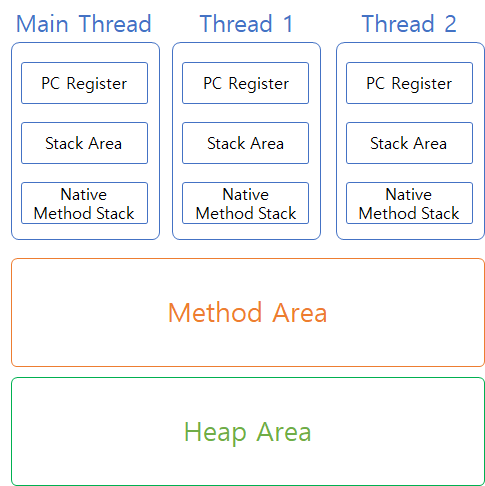 Main Thread
Thread 1
Thread 2
PC Register
PC Register
PC Register
Stack Area
Stack Area
Stack Area
Native
Method Stack
Native
Method Stack
Native
Method Stack
Method Area
Heap Area